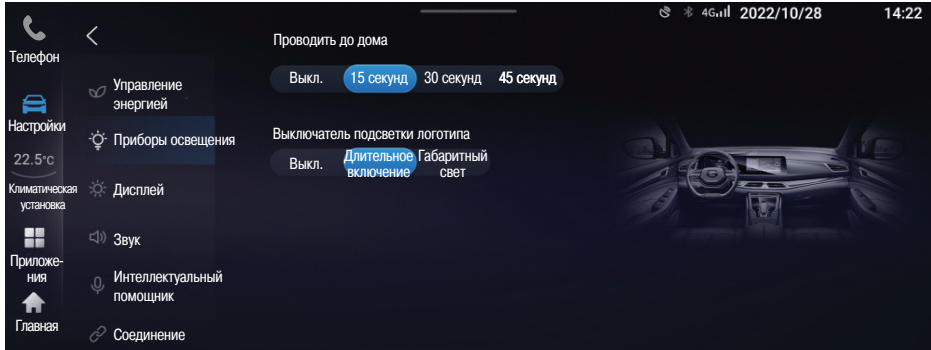 4G 2022/10/28 14:22
Телефон
Настройки
22.5°C
Климатическая
установка
Приложе-
ния
Главная
Управление
энергией
Приборы освещения
Дисплей
Звук
Интеллектуальный
помощник
Соединение
Проводить до дома
Выкл. 15 секунд 30 секунд 45 секунд
Выключатель подсветки логотипа
Выкл. Длительное Габаритный
включение свет